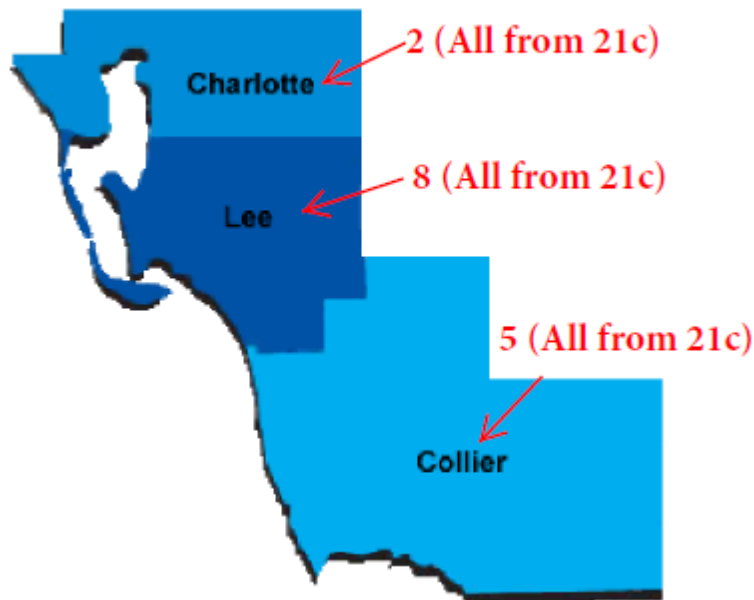 2 (All from 21c)
Charlotte
8 (All from 21c)
Lee
5 (All from 21c)
Collier